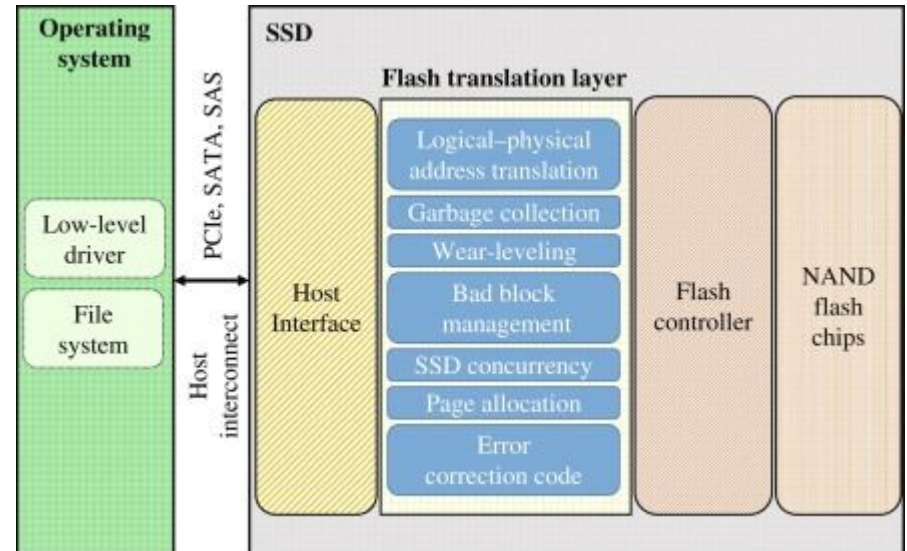 Operating
system
Low-level
driver
File
system
PCIe, SATA, SAS
Host
interconnect
SSD
Host
Interface
Flash translation layer
Logical–physical
address translation
Garbage collection
Wear-leveling
Bad block
management
SSD concurrency
Page allocation
Error
correction code
Flash
controller
NAND
flash
chips